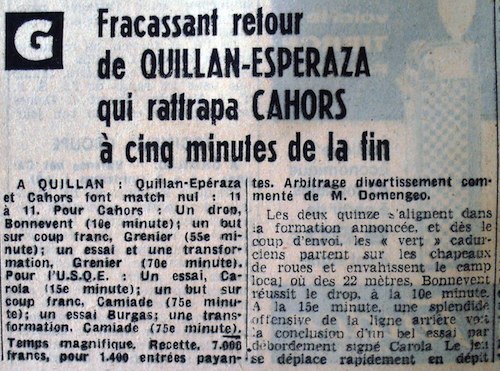 G
Fracassant retour
de QUILLAN-ESPERAZA
qui rattrapa CAHORS
à cinq minutes de la fin
A QUILLAN : Quillan-Epéraza
et Cahors font match nul : 11
à 11. Pour Cahors : Un drop,
Bonnevent (10e minute); un but
sur coup franc, Grenier (55e mi-
nute); un essai et une transfor-
mation, Grenier (70e minute).
Pour l'U.S.Q.E. : Un essai, Ca-
rola (15e minute); un but sur
coup franc, Camiade (75e minu-
te); un essai Burgas; une trans-
formation, Camiade (75e minute).
Temps magnifique. Recette, 7.000
francs, pour 1.400 entrées payan-
tes. Arbitrage divertissement com-
menté de M. Domengeo.
Les deux quinze s'alignent dans
la formation annoncée, et dès le
coup d'envoi, les « vert » cadur-
ciens partent sur les chapeaux
de roues et envahissent le camp
local où des 22 mètres, Bonnevent
réussit le drop, à la 10e minute.
A la 15e minute, une splendide
offensive de la ligne arrière voit
la conclusion d'un bel essai par
débordement signé Carola. Le jeu
se déplace rapidement en dépit